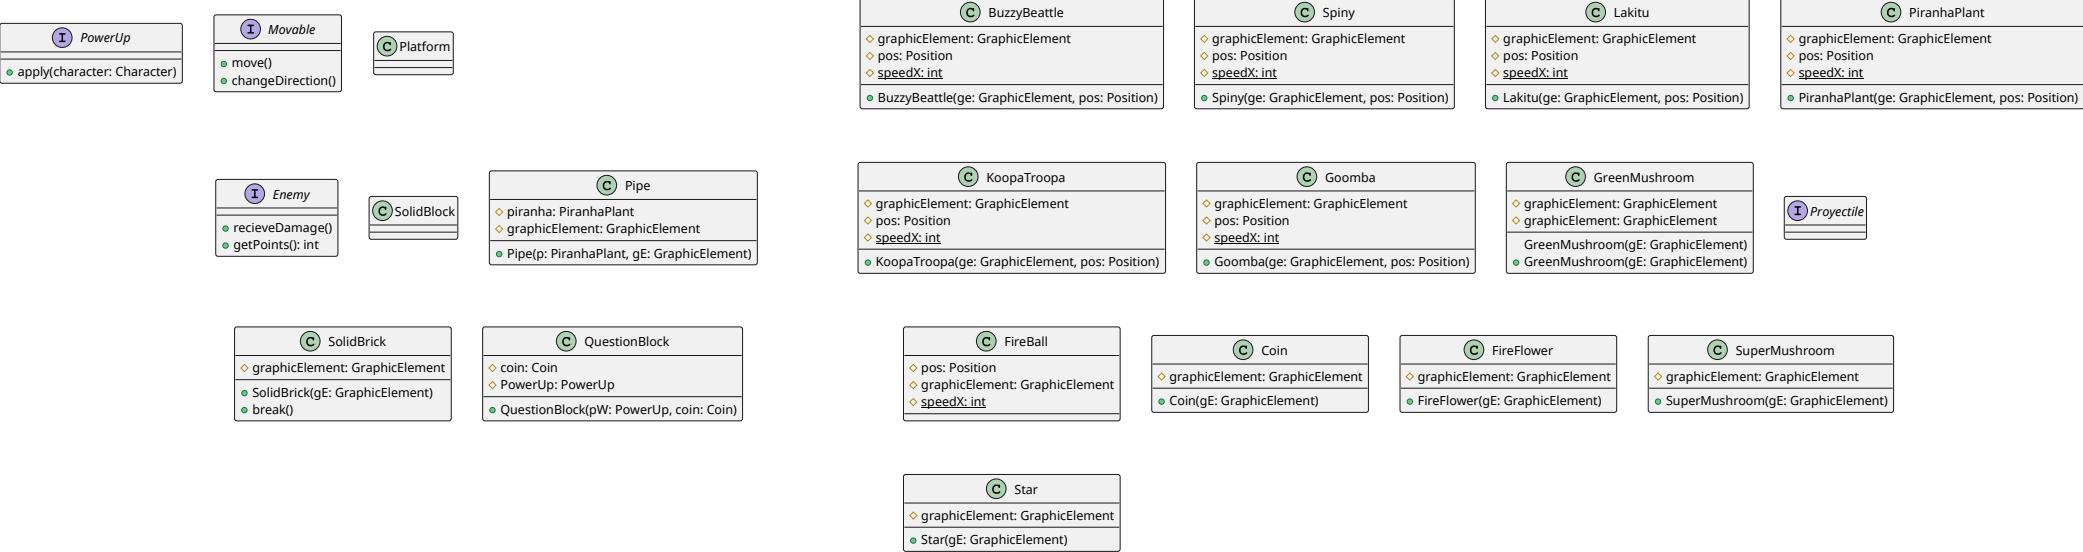 PowerUp
apply(character: Character)
Movable
move()
changeDirection()
Platform
BuzzyBeattle
graphicElement: GraphicElement
pos: Position
speedX: int
BuzzyBeattle(ge: GraphicElement, pos: Position)
Spiny
graphicElement: GraphicElement
pos: Position
speedX: int
Spiny(ge: GraphicElement, pos: Position)
Lakitu
graphicElement: GraphicElement
pos: Position
speedX: int
Lakitu(ge: GraphicElement, pos: Position)
PiranhaPlant
graphicElement: GraphicElement
pos: Position
speedX: int
PiranhaPlant(ge: GraphicElement, pos: Position)
Enemy
recieveDamage()
getPoints(): int
SolidBlock
Pipe
piranha: PiranhaPlant
graphicElement: GraphicElement
Pipe(p: PiranhaPlant, gE: GraphicElement)
KoopaTroopa
graphicElement: GraphicElement
pos: Position
speedX: int
KoopaTroopa(ge: GraphicElement, pos: Position)
Goomba
graphicElement: GraphicElement
pos: Position
speedX: int
Goomba(ge: GraphicElement, pos: Position)
GreenMushroom
graphicElement: GraphicElement
graphicElement: GraphicElement
GreenMushroom(gE: GraphicElement)
GreenMushroom(gE: GraphicElement)
Proyectile
SolidBrick
graphicElement: GraphicElement
SolidBrick(gE: GraphicElement)
break()
QuestionBlock
coin: Coin
PowerUp: PowerUp
QuestionBlock(pW: PowerUp, coin: Coin)
FireBall
pos: Position
graphicElement: GraphicElement
speedX: int
Coin
graphicElement: GraphicElement
Coin(gE: GraphicElement)
FireFlower
graphicElement: GraphicElement
FireFlower(gE: GraphicElement)
SuperMushroom
graphicElement: GraphicElement
SuperMushroom(gE: GraphicElement)
Star
graphicElement: GraphicElement
Star(gE: GraphicElement)